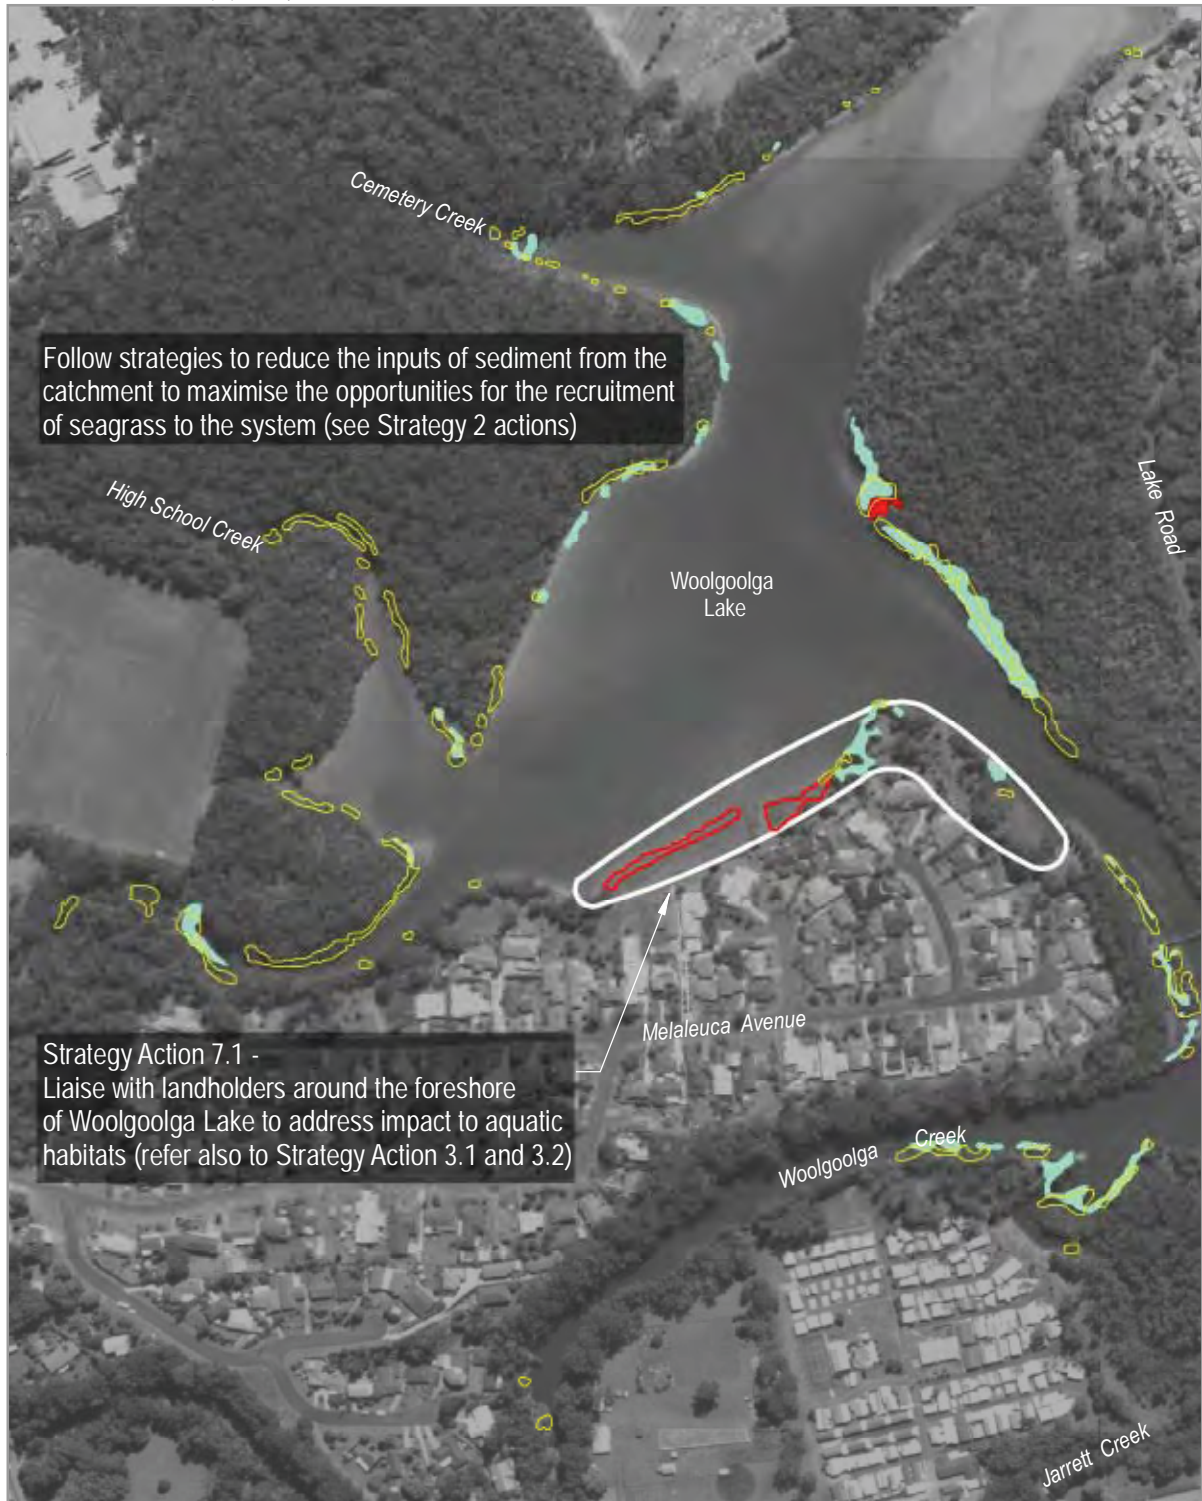 Cemetery Creek
Follow strategies to reduce the inputs of sediment from the
catchment to maximise the opportunities for the recruitment
of seagrass to the system (see Strategy 2 actions)
High School Creek
Lake Road
Woolgoolga
Lake
Melaleuca Avenue
Strategy Action 7.1 -
Liaise with landholders around the foreshore
of Woolgoolga Lake to address impact to aquatic
habitats (refer also to Strategy Action 3.1 and 3.2)
Woolgoolga Creek
Jarrett Creek